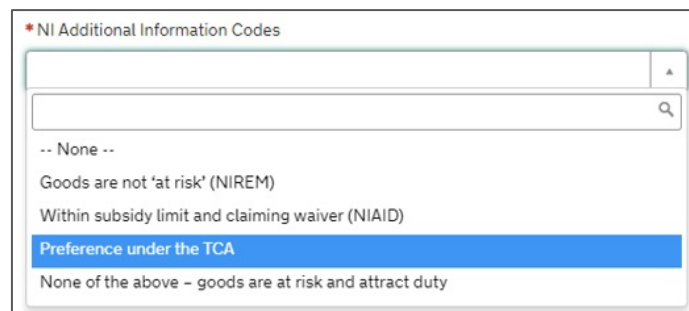 * NI Additional Information Codes
-- None --
Goods are not ‘at risk’ (NIREM)
Within subsidy limit and claiming waiver (NIAID)
Preference under the TCA
None of the above – goods are at risk and attract duty